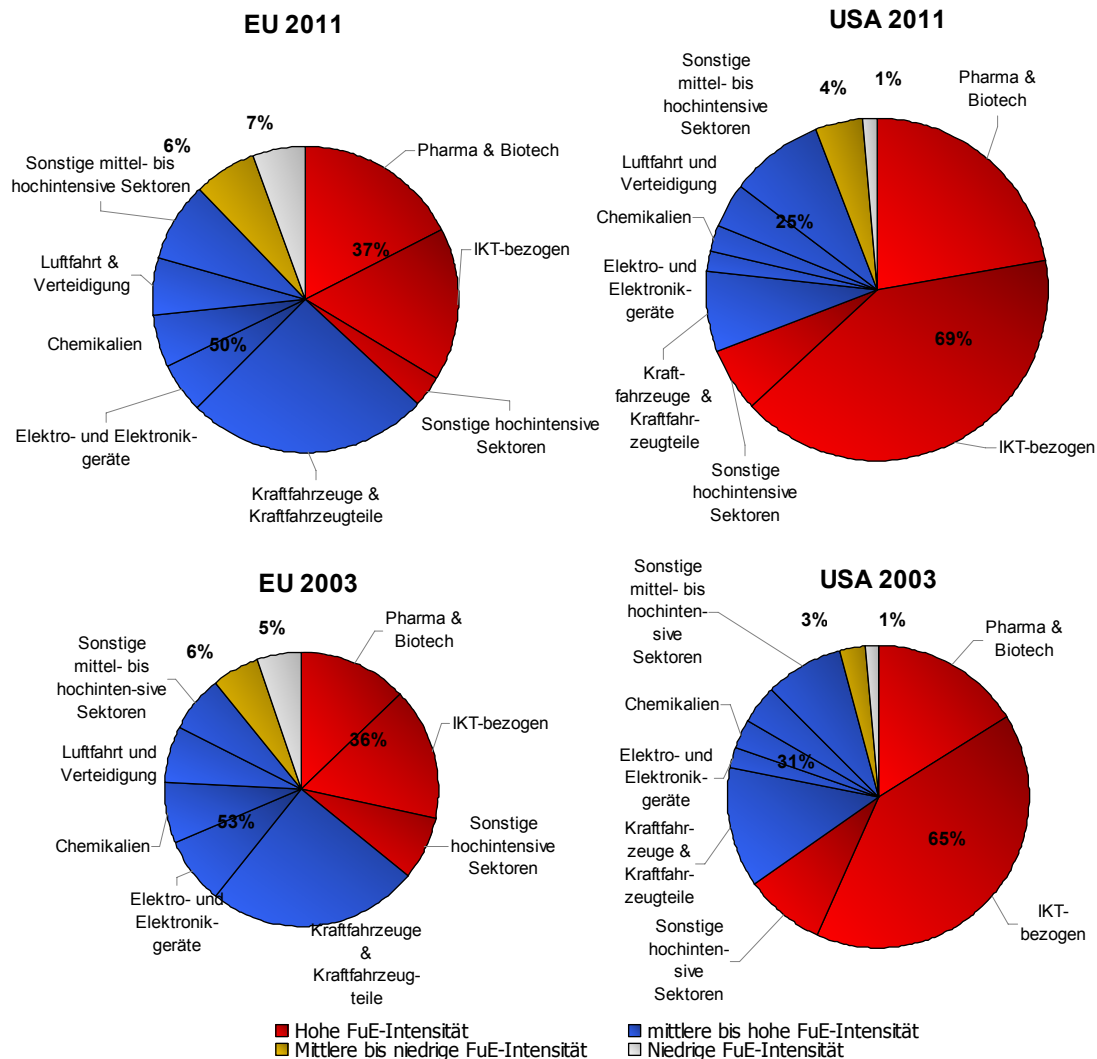 EU 2011
7%
6%
Sonstige mittel- bis
hochintensive Sektoren
Pharma & Biotech
37%
IKT-bezogen
Luftfahrt &
Verteidigung
Chemikalien
50%
Elektro- und Elektronik-
geräte
Sonstige hochintensive
Sektoren
Kraftfahrzeuge &
Kraftfahrzeugteile
USA 2011
Sonstige
mittel- bis
hochintensive
Sektoren
4%
1%
Pharma &
Biotech
Luftfahrt und
Verteidigung
25%
Chemikalien
Elektro- und
Elektronik-
geräte
69%
Kraft-
fahrzeuge &
Kraftfahr-
zeugteile
IKT-bezogen
Sonstige
hochintensive
Sektoren
EU 2003
5%
6%
Sonstige
mittel- bis
hochinten-sive
Sektoren
Pharma &
Biotech
IKT-bezogen
36%
Luftfahrt und
Verteidigung
53%
Chemikalien
Sonstige
hochintensive
Sektoren
Elektro- und
Elektronik-
geräte
Kraftfahrzeuge
&
Kraftfahrzeug-
teile
USA 2003
Sonstige
mittel- bis
hochinten-
sive
Sektoren
3%
1%
Pharma &
Biotech
Chemikalien
Elektro- und
Elektronik-
geräte
31%
Kraftfahr-
zeuge &
Kraftfahr-
zeugteile
65%
Sonstige
hochinten-
sive
Sektoren
IKT-
bezogen
Hohe FuE-Intensität
mittlere bis hohe FuE-Intensität
Mittlere bis niedrige FuE-Intensität
Niedrige FuE-Intensität